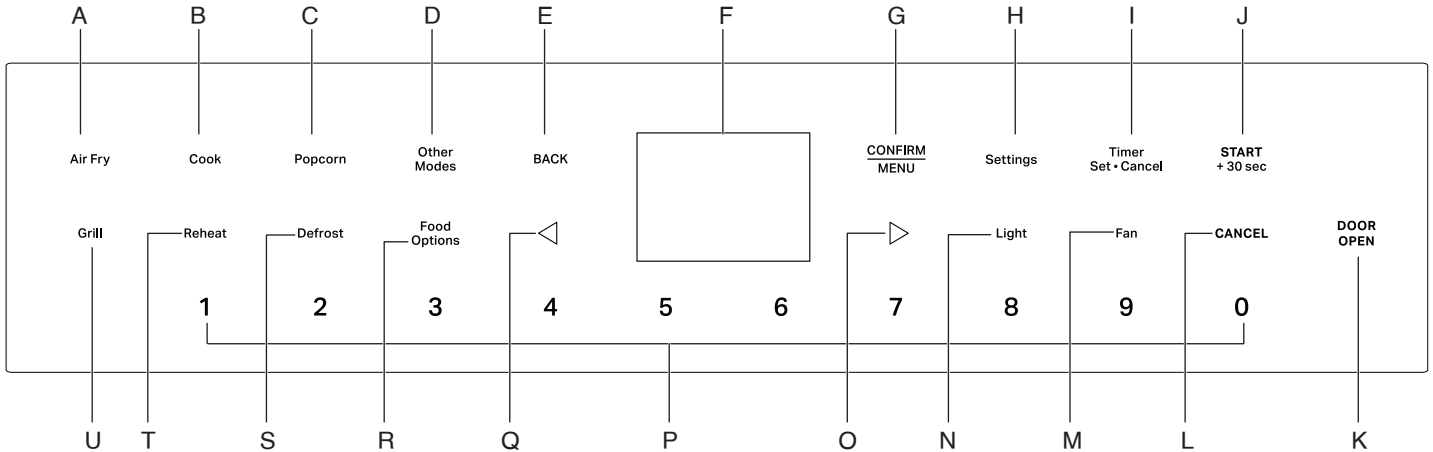 A B C D E F G H I J
Air Fry
Cook
Popcorn
Other
Modes
BACK
CONFIRM
MENU
Settings
Timer
Set • Cancel
START
+ 30 sec
Grill
Reheat
Defrost
Food
Options
Light
Fan
CANCEL
DOOR
OPEN
1 2 3 4 5 6 7 8 9 0
U T S R Q P O N M L K